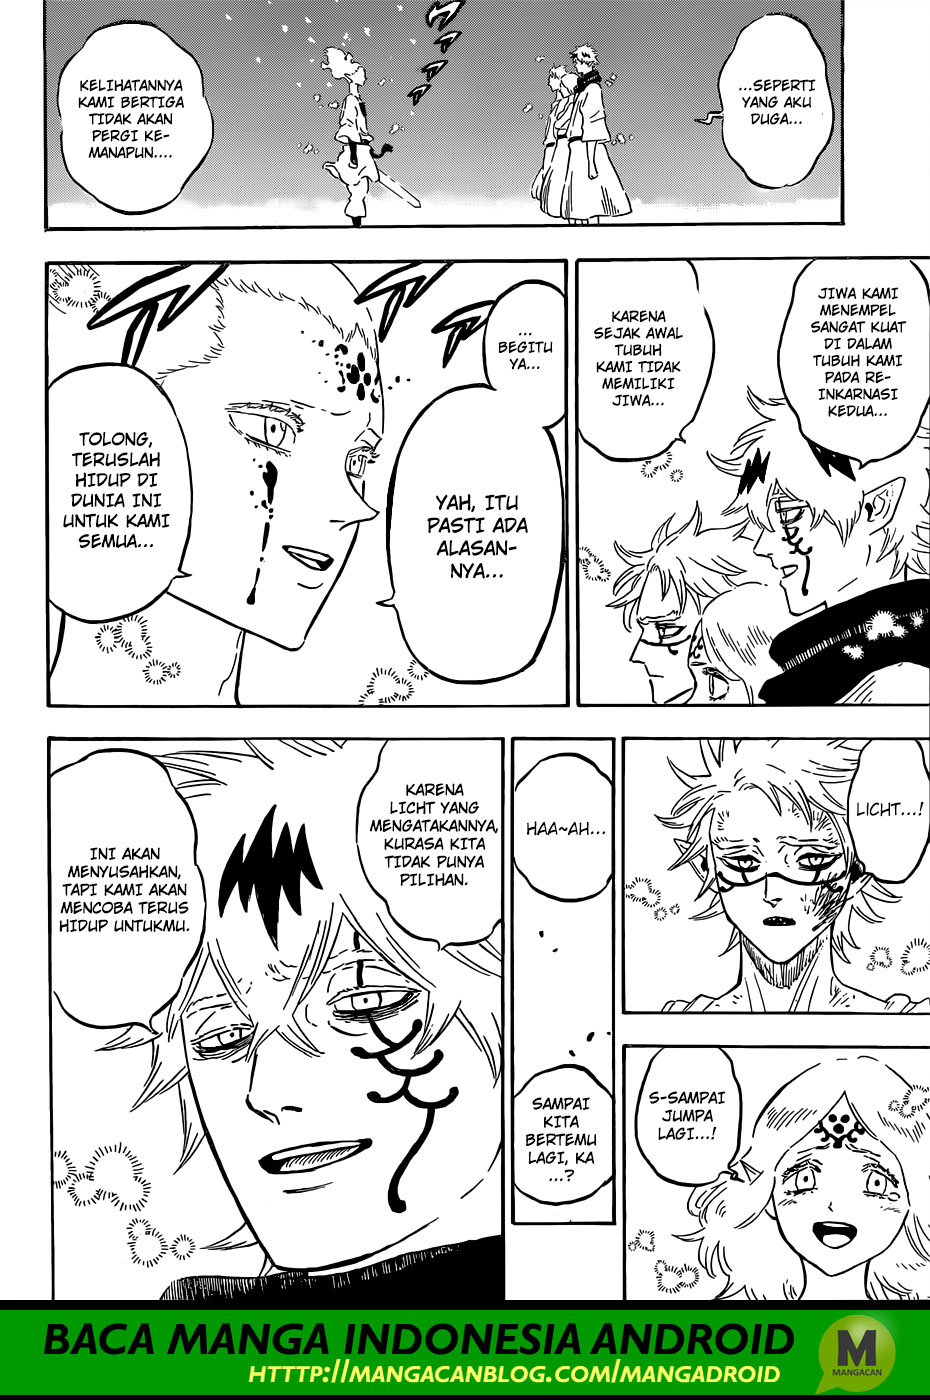 ...SEPERTI
YANG AKU
DUGA...
KELIHATANNYA
KAMI BERTIGA
TIDAK AKAN
PERGI KE-
MANAPUN....
JIWA KAMI
MENEMPEL
SANGAT KUAT
DI DALAM
TUBUH KAMI
PADA RE-
INKARNASI
KEDUA...
KARENA
SEJAK AWAL
TUBUH
KAMI TIDAK
MEMILIKI
JIWA...
...
BEGITU
YA...
YAH, ITU
PASTI ADA
ALASAN-
NYA...
TOLONG,
TERUSLAH
HIDUP DI
DUNIA INI
UNTUK KAMI
SEMUA...
LICHT...!
S-SAMPAI
JUMPA
LAGI...!
HAA~AH...
SAMPAI
KITA
BERTEMU
LAGI, KA
...?
KARENA
LICHT YANG
MENGATAKANNYA,
KURASA KITA
TIDAK PUNYA
PILIHAN.
INI AKAN
MENYUSAHKAN,
TAPI KAMI AKAN
MENCOBA TERUS
HIDUP UNTUKMU.
BACA MANGA INDONESIA ANDROID
HTTTP://MANGACANBLOG.COM/MANGADROID
M
MANGACAN